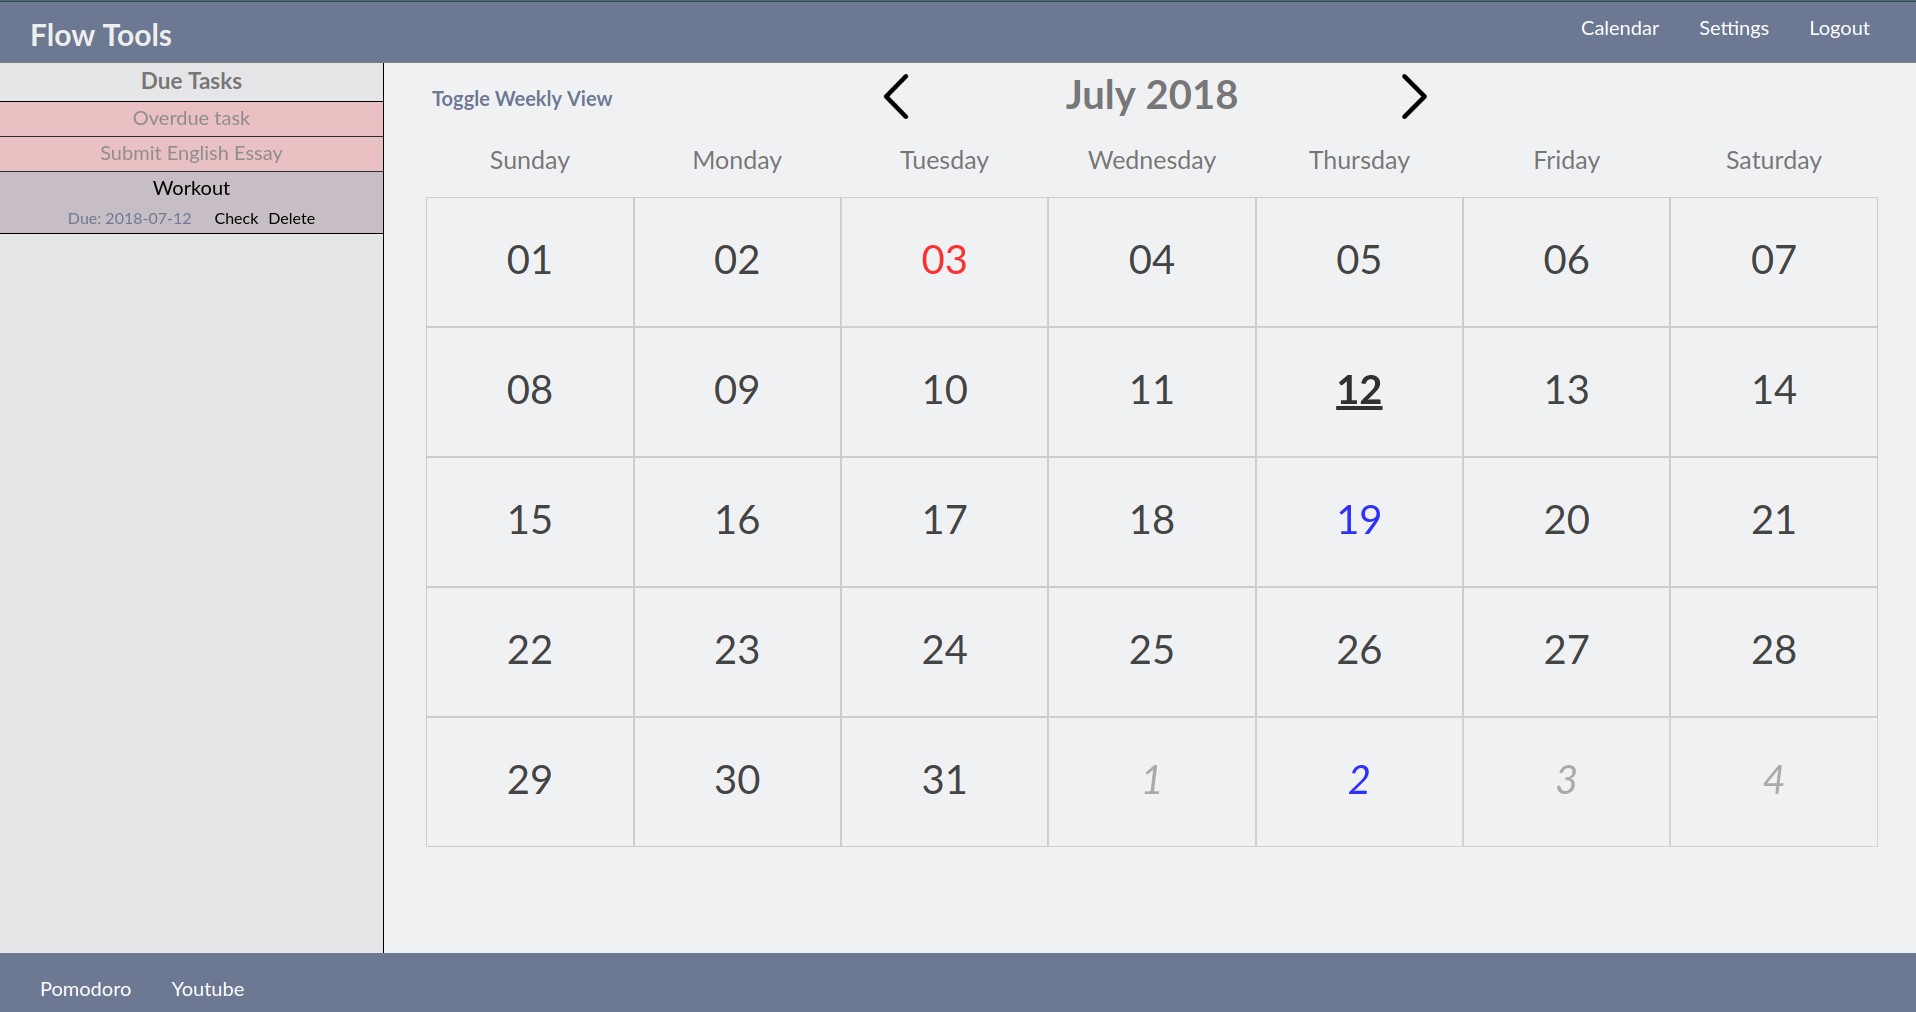 Flow Tools
Calendar Settings Logout
Due Tasks
Overdue task
Submit English Essay
Workout
Due: 2018-07-12 Check Delete
Toggle Weekly View
July 2018
Sunday Monday Tuesday Wednesday Thursday Friday Saturday
01 02 03 04 05 06 07
08 09 10 11 12 13 14
15 16 17 18 19 20 21
22 23 24 25 26 27 28
29 30 31 1 2 3 4
Pomodoro Youtube